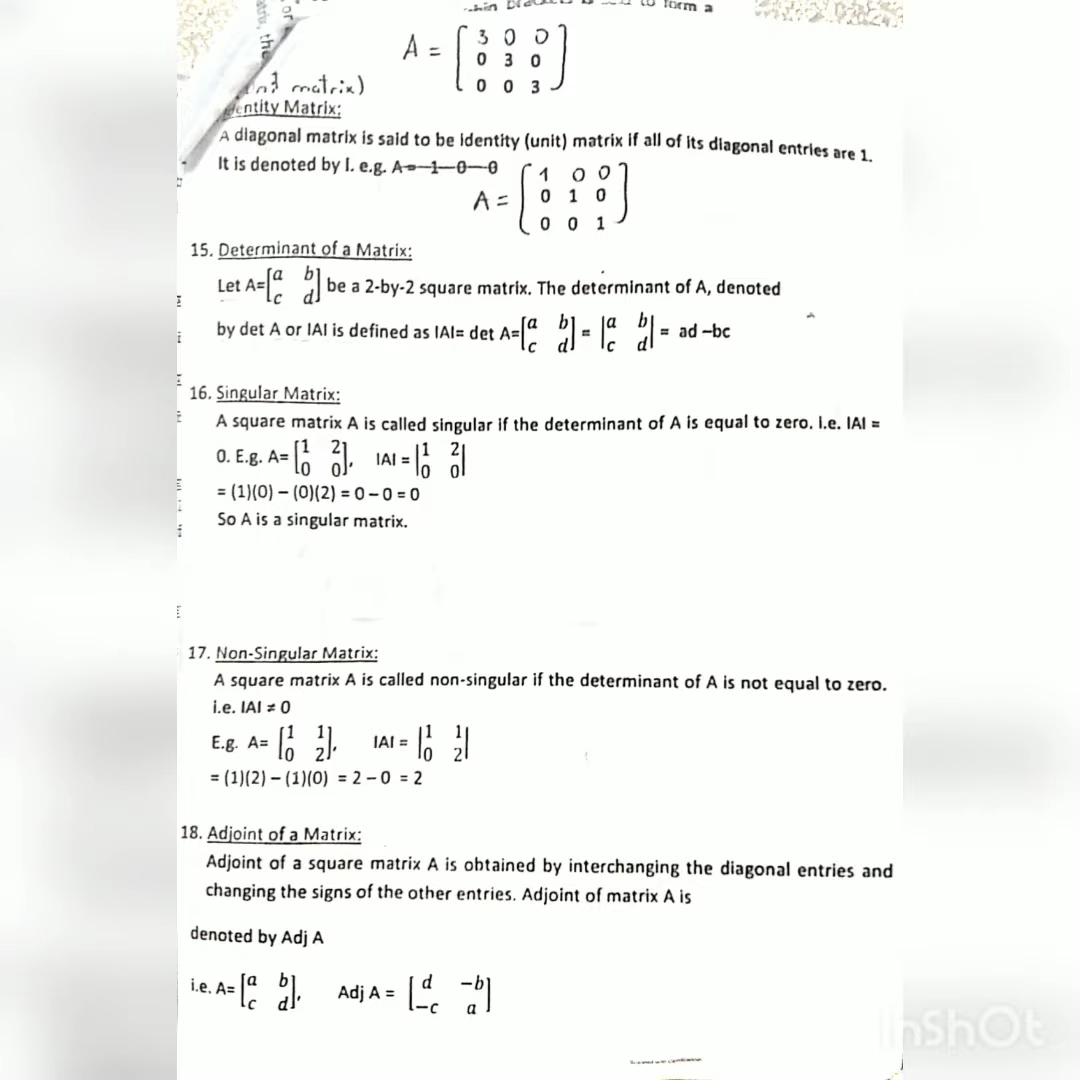 to form a
A = [3 0 0
0 3 0
0 0 3]
matrix)
entity Matrix:
A diagonal matrix is said to be identity (unit) matrix if all of its diagonal entries are 1.
It is denoted by I. e.g. A= 1 0 0
A = [1 0 0
0 1 0
0 0 1]
15. Determinant of a Matrix:
Let A=[a b
c d] be a 2-by-2 square matrix. The determinant of A, denoted
by det A or IAI is defined as IAI= det A=[a b
c d] = |a b
c d| = ad –bc
16. Singular Matrix:
A square matrix A is called singular if the determinant of A is equal to zero. I.e. IAI =
0. E.g. A= [1 2
0 0], IAI = |1 2
0 0|
= (1)(0) – (0)(2) = 0 – 0 = 0
So A is a singular matrix.
17. Non-Singular Matrix:
A square matrix A is called non-singular if the determinant of A is not equal to zero.
i.e. IAI ≠ 0
E.g. A= [1 1
0 2], IAI = |1 1
0 2|
= (1)(2) – (1)(0) = 2 – 0 = 2
18. Adjoint of a Matrix:
Adjoint of a square matrix A is obtained by interchanging the diagonal entries and
changing the signs of the other entries. Adjoint of matrix A is
denoted by Adj A
i.e. A= [a b
c d], Adj A = [d −b
−c a]
InShOt